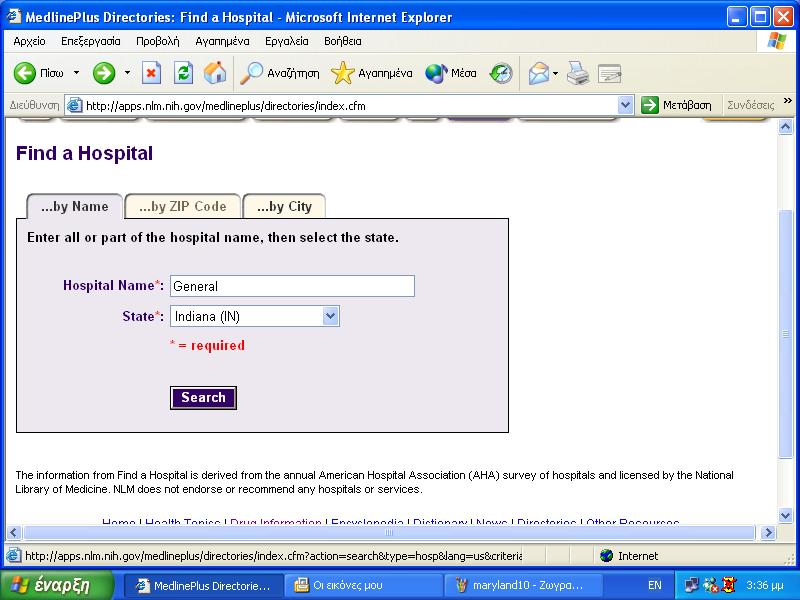 MedlinePlus Directories: Find a Hospital - Microsoft Internet Explorer
Αρχείο Επεξεργασία Προβολή Αγαπημένα Εργαλεία Βοήθεια
Πίσω Αναζήτηση Αγαπημένα Μέσα
Διεύθυνση http://apps.nlm.nih.gov/medlineplus/directories/index.cfm Μετάβαση Συνδέσεις »
Find a Hospital
...by Name ...by ZIP Code ...by City
Enter all or part of the hospital name, then select the state.
Hospital Name*: General
State*: Indiana (IN)
* = required
Search
The information from Find a Hospital is derived from the annual American Hospital Association (AHA) survey of hospitals and licensed by the National
Library of Medicine. NLM does not endorse or recommend any hospitals or services.
Home | Health Topics | Drug Information | Encyclopedia | Dictionary | News | Directories | Other Resources
http://apps.nlm.nih.gov/medlineplus/directories/index.cfm?action=search&type=hosp&lang=us&criteria Internet
έναρξη MedlinePlus Directorie... Οι εικόνες μου maryland10 - Ζωγρα... EN 3:36 μμ